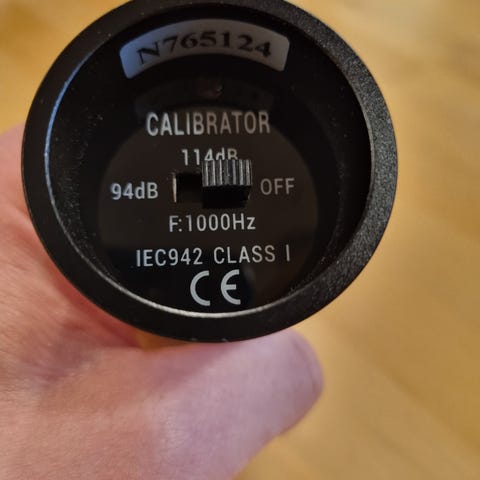 N765124
CALIBRATOR
114dB
94dB OFF
F:1000Hz
IEC942 CLASS I
CE